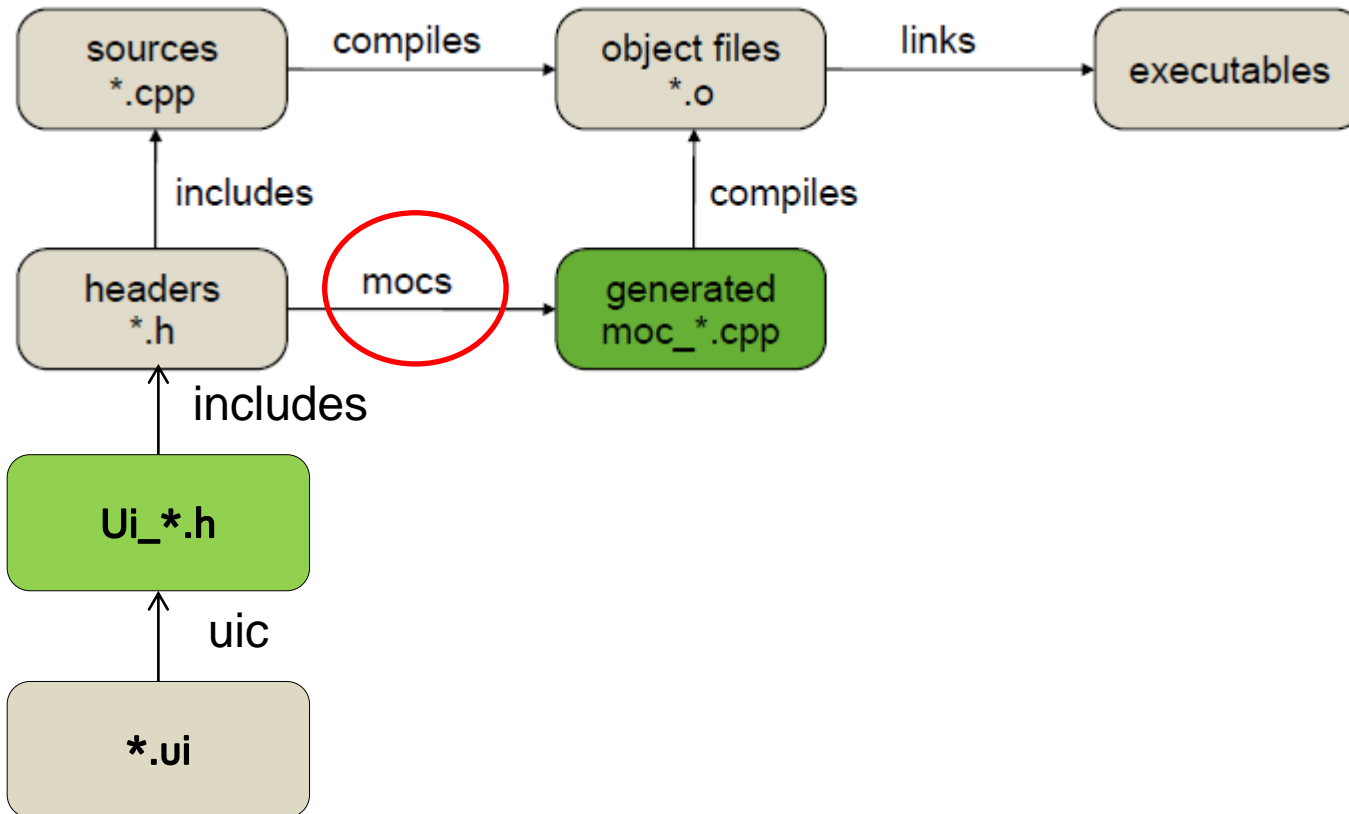 sources
*.cpp
compiles
object files
*.o
links
executables
includes
compiles
headers
*.h
mocs
generated
moc_*.cpp
includes
Ui_*.h
uic
*.ui